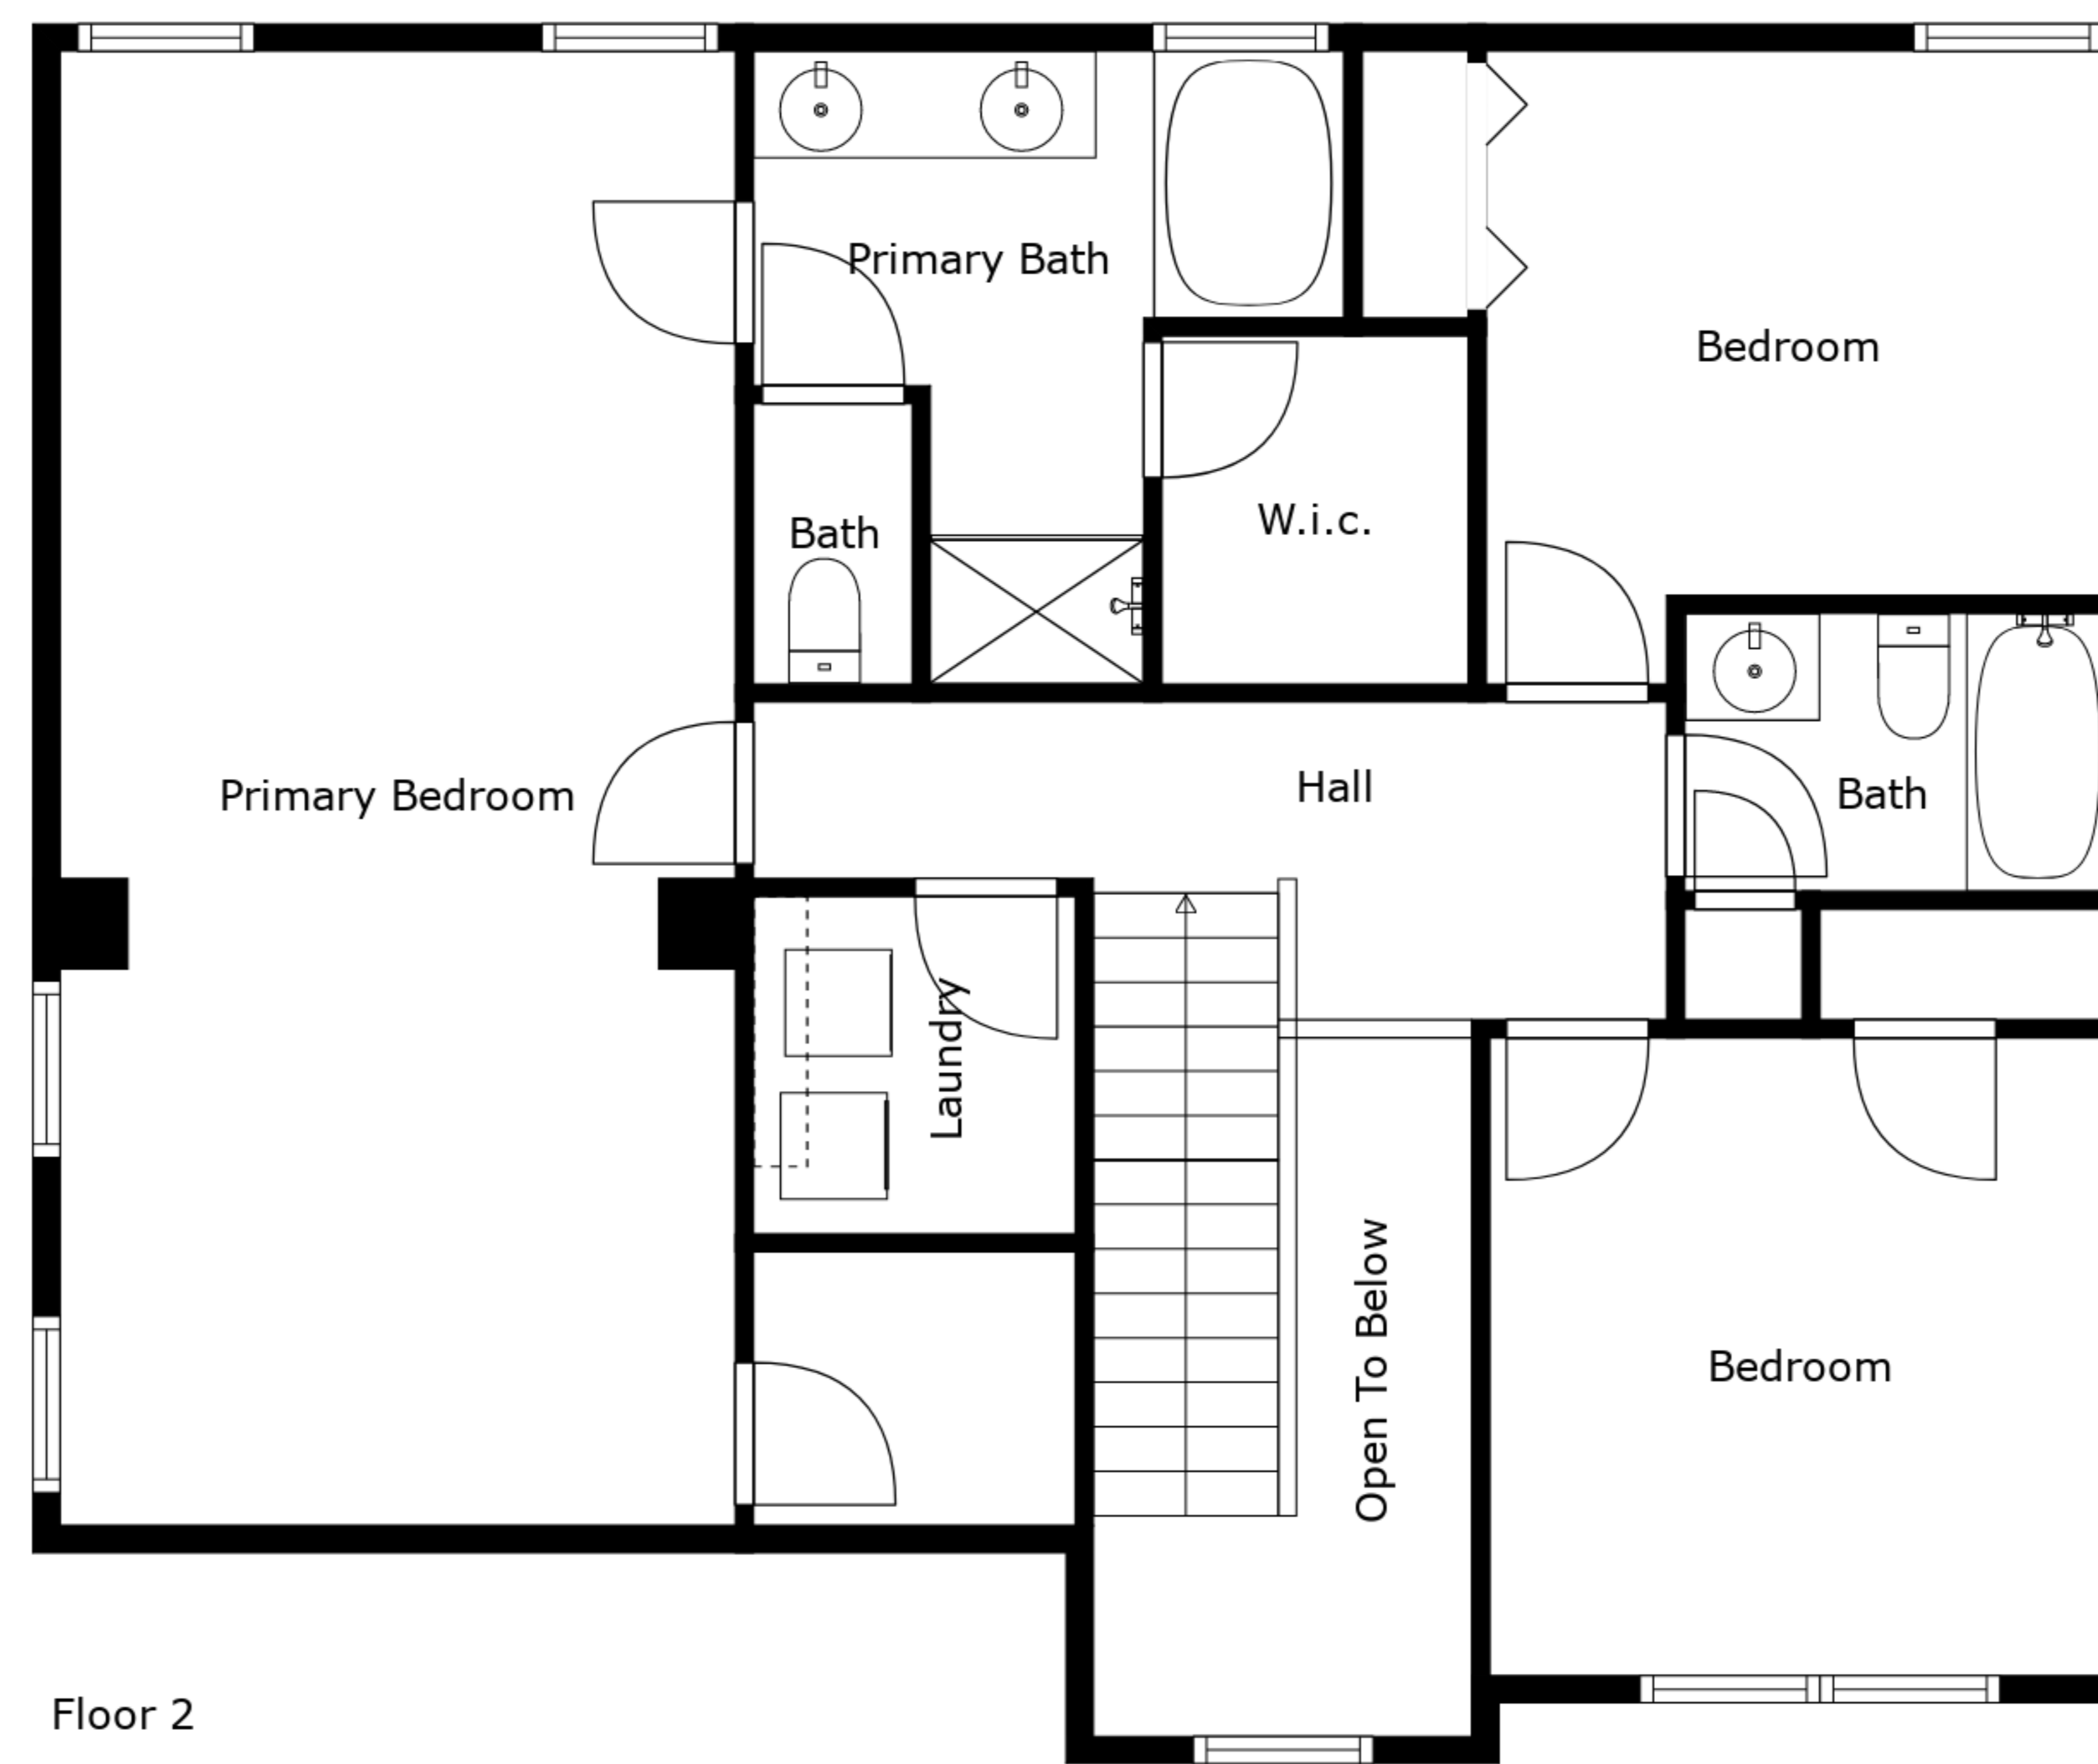 Primary Bath
Bedroom
W.i.c.
Bath
Primary Bedroom
Hall
Bath
Laundry
Open To Below
Bedroom
Floor 2